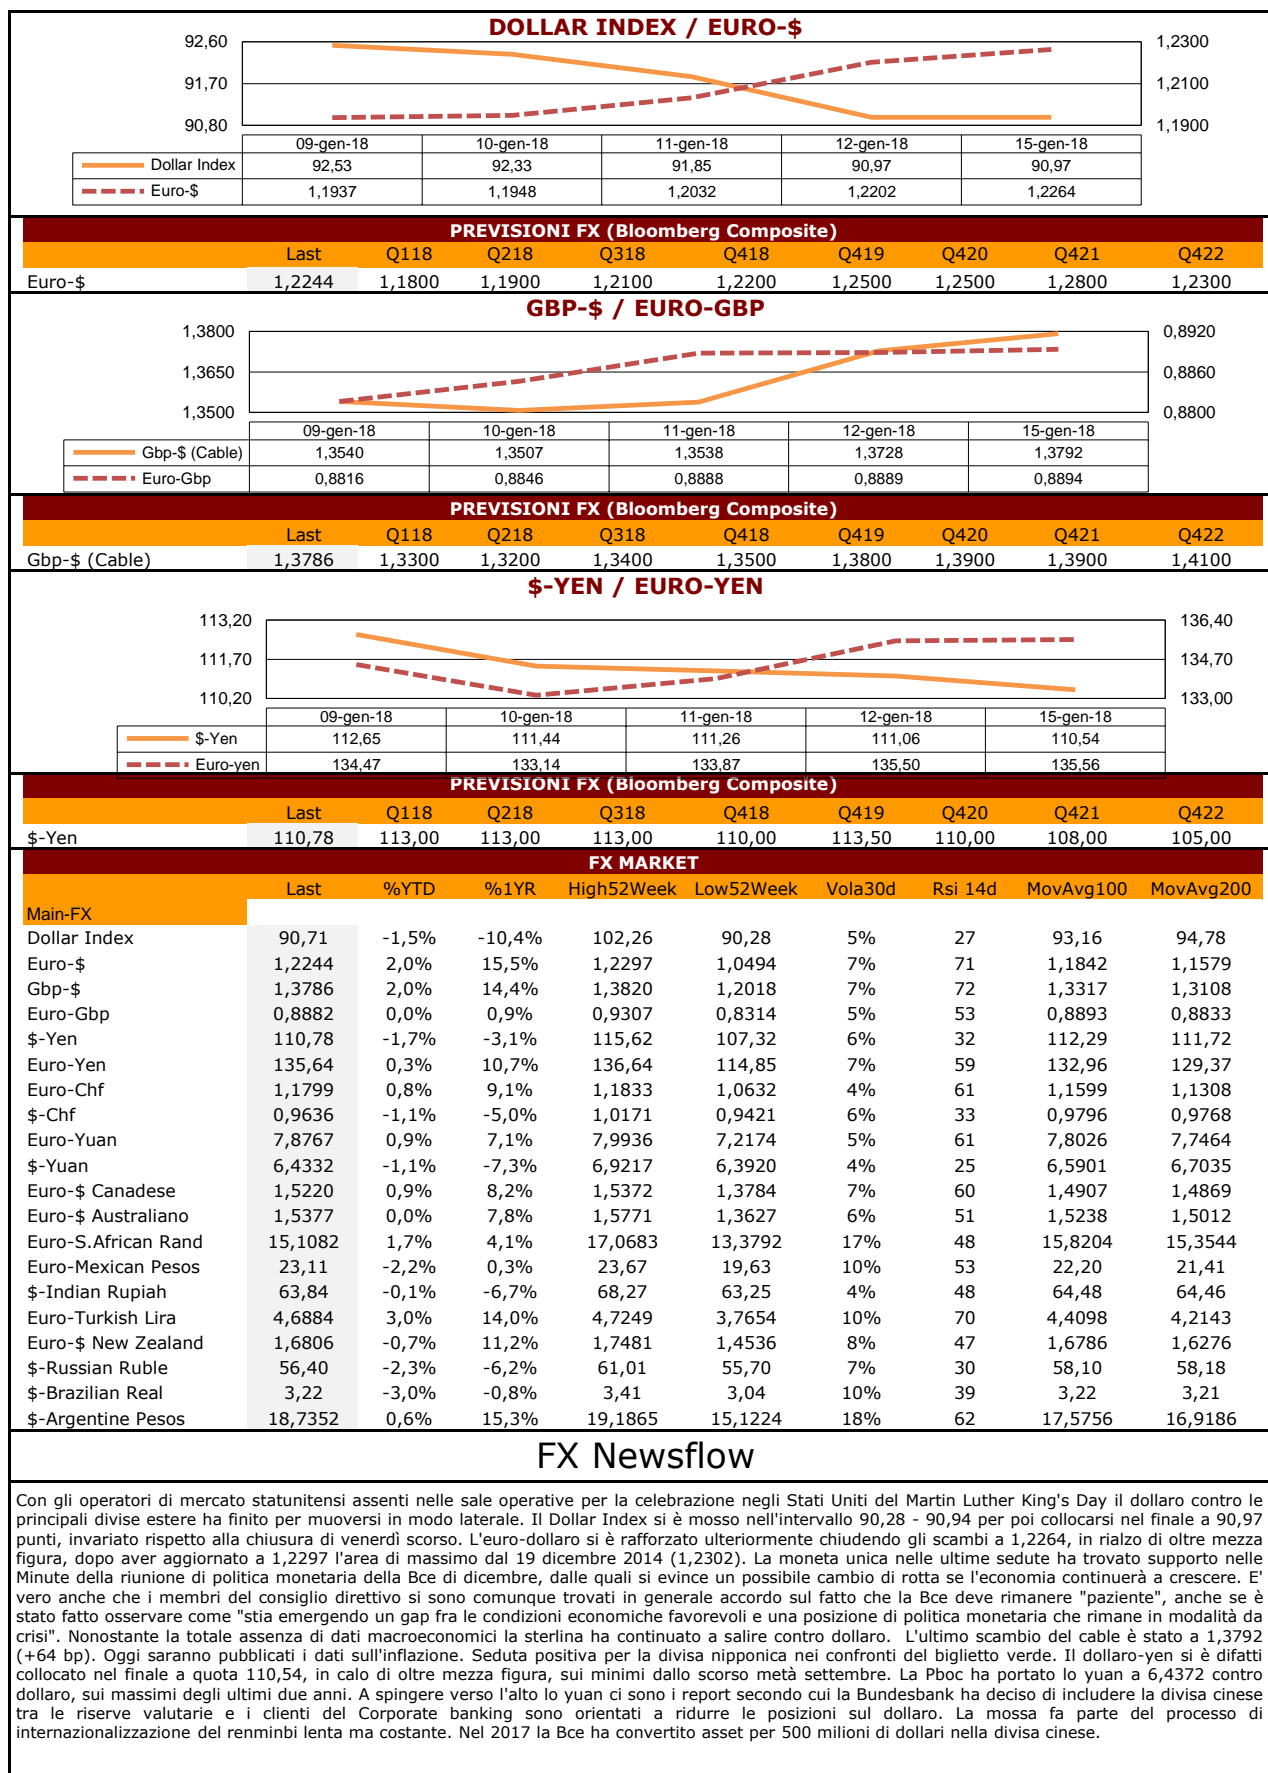 DOLLAR INDEX / EURO-$
92,60 1,2300
91,70 1,2100
90,80 1,1900
09-gen-18 10-gen-18 11-gen-18 12-gen-18 15-gen-18
Dollar Index 92,53 92,33 91,85 90,97 90,97
Euro-$ 1,1937 1,1948 1,2032 1,2202 1,2264
PREVISIONI FX (Bloomberg Composite)
Last Q118 Q218 Q318 Q418 Q419 Q420 Q421 Q422
Euro-$ 1,2244 1,1800 1,1900 1,2100 1,2200 1,2500 1,2500 1,2800 1,2300
GBP-$ / EURO-GBP
1,3800 0,8920
1,3650 0,8860
1,3500 0,8800
09-gen-18 10-gen-18 11-gen-18 12-gen-18 15-gen-18
Gbp-$ (Cable) 1,3540 1,3507 1,3538 1,3728 1,3792
Euro-Gbp 0,8816 0,8846 0,8888 0,8889 0,8894
PREVISIONI FX (Bloomberg Composite)
Last Q118 Q218 Q318 Q418 Q419 Q420 Q421 Q422
Gbp-$ (Cable) 1,3786 1,3300 1,3200 1,3400 1,3500 1,3800 1,3900 1,3900 1,4100
$-YEN / EURO-YEN
113,20 136,40
111,70 134,70
110,20 133,00
09-gen-18 10-gen-18 11-gen-18 12-gen-18 15-gen-18
$-Yen 112,65 111,44 111,26 111,06 110,54
Euro-yen 134,47 133,14 133,87 135,50 135,56
PREVISIONI FX (Bloomberg Composite)
Last Q118 Q218 Q318 Q418 Q419 Q420 Q421 Q422
$-Yen 110,78 113,00 113,00 113,00 110,00 113,50 110,00 108,00 105,00
FX MARKET
Last %YTD %1YR High52Week Low52Week Vola30d Rsi 14d MovAvg100 MovAvg200
Main-FX
Dollar Index 90,71 -1,5% -10,4% 102,26 90,28 5% 27 93,16 94,78
Euro-$ 1,2244 2,0% 15,5% 1,2297 1,0494 7% 71 1,1842 1,1579
Gbp-$ 1,3786 2,0% 14,4% 1,3820 1,2018 7% 72 1,3317 1,3108
Euro-Gbp 0,8882 0,0% 0,9% 0,9307 0,8314 5% 53 0,8893 0,8833
$-Yen 110,78 -1,7% -3,1% 115,62 107,32 6% 32 112,29 111,72
Euro-Yen 135,64 0,3% 10,7% 136,64 114,85 7% 59 132,96 129,37
Euro-Chf 1,1799 0,8% 9,1% 1,1833 1,0632 4% 61 1,1599 1,1308
$-Chf 0,9636 -1,1% -5,0% 1,0171 0,9421 6% 33 0,9796 0,9768
Euro-Yuan 7,8767 0,9% 7,1% 7,9936 7,2174 5% 61 7,8026 7,7464
$-Yuan 6,4332 -1,1% -7,3% 6,9217 6,3920 4% 25 6,5901 6,7035
Euro-$ Canadese 1,5220 0,9% 8,2% 1,5372 1,3784 7% 60 1,4907 1,4869
Euro-$ Australiano 1,5377 0,0% 7,8% 1,5771 1,3627 6% 51 1,5238 1,5012
Euro-S.African Rand 15,1082 1,7% 4,1% 17,0683 13,3792 17% 48 15,8204 15,3544
Euro-Mexican Pesos 23,11 -2,2% 0,3% 23,67 19,63 10% 53 22,20 21,41
$-Indian Rupiah 63,84 -0,1% -6,7% 68,27 63,25 4% 48 64,48 64,46
Euro-Turkish Lira 4,6884 3,0% 14,0% 4,7249 3,7654 10% 70 4,4098 4,2143
Euro-$ New Zealand 1,6806 -0,7% 11,2% 1,7481 1,4536 8% 47 1,6786 1,6276
$-Russian Ruble 56,40 -2,3% -6,2% 61,01 55,70 7% 30 58,10 58,18
$-Brazilian Real 3,22 -3,0% -0,8% 3,41 3,04 10% 39 3,22 3,21
$-Argentine Pesos 18,7352 0,6% 15,3% 19,1865 15,1224 18% 62 17,5756 16,9186
FX Newsflow
Con gli operatori di mercato statunitensi assenti nelle sale operative per la celebrazione negli Stati Uniti del Martin Luther King's Day il dollaro contro le
principali divise estere ha finito per muoversi in modo laterale. Il Dollar Index si è mosso nell'intervallo 90,28 - 90,94 per poi collocarsi nel finale a 90,97
punti, invariato rispetto alla chiusura di venerdì scorso. L'euro-dollaro si è rafforzato ulteriormente chiudendo gli scambi a 1,2264, in rialzo di oltre mezza
figura, dopo aver aggiornato a 1,2297 l'area di massimo dal 19 dicembre 2014 (1,2302). La moneta unica nelle ultime sedute ha trovato supporto nelle
Minute della riunione di politica monetaria della Bce di dicembre, dalle quali si evince un possibile cambio di rotta se l'economia continuerà a crescere. E'
vero anche che i membri del consiglio direttivo si sono comunque trovati in generale accordo sul fatto che la Bce deve rimanere "paziente", anche se è
stato fatto osservare come "stia emergendo un gap fra le condizioni economiche favorevoli e una posizione di politica monetaria che rimane in modalità da
crisi". Nonostante la totale assenza di dati macroeconomici la sterlina ha continuato a salire contro dollaro. L'ultimo scambio del cable è stato a 1,3792
(+64 bp). Oggi saranno pubblicati i dati sull'inflazione. Seduta positiva per la divisa nipponica nei confronti del biglietto verde. Il dollaro-yen si è difatti
collocato nel finale a quota 110,54, in calo di oltre mezza figura, sui minimi dallo scorso metà settembre. La Pboc ha portato lo yuan a 6,4372 contro
dollaro, sui massimi degli ultimi due anni. A spingere verso l'alto lo yuan ci sono i report secondo cui la Bundesbank ha deciso di includere la divisa cinese
tra le riserve valutarie e i clienti del Corporate banking sono orientati a ridurre le posizioni sul dollaro. La mossa fa parte del processo di
internazionalizzazione del renminbi lenta ma costante. Nel 2017 la Bce ha convertito asset per 500 milioni di dollari nella divisa cinese.